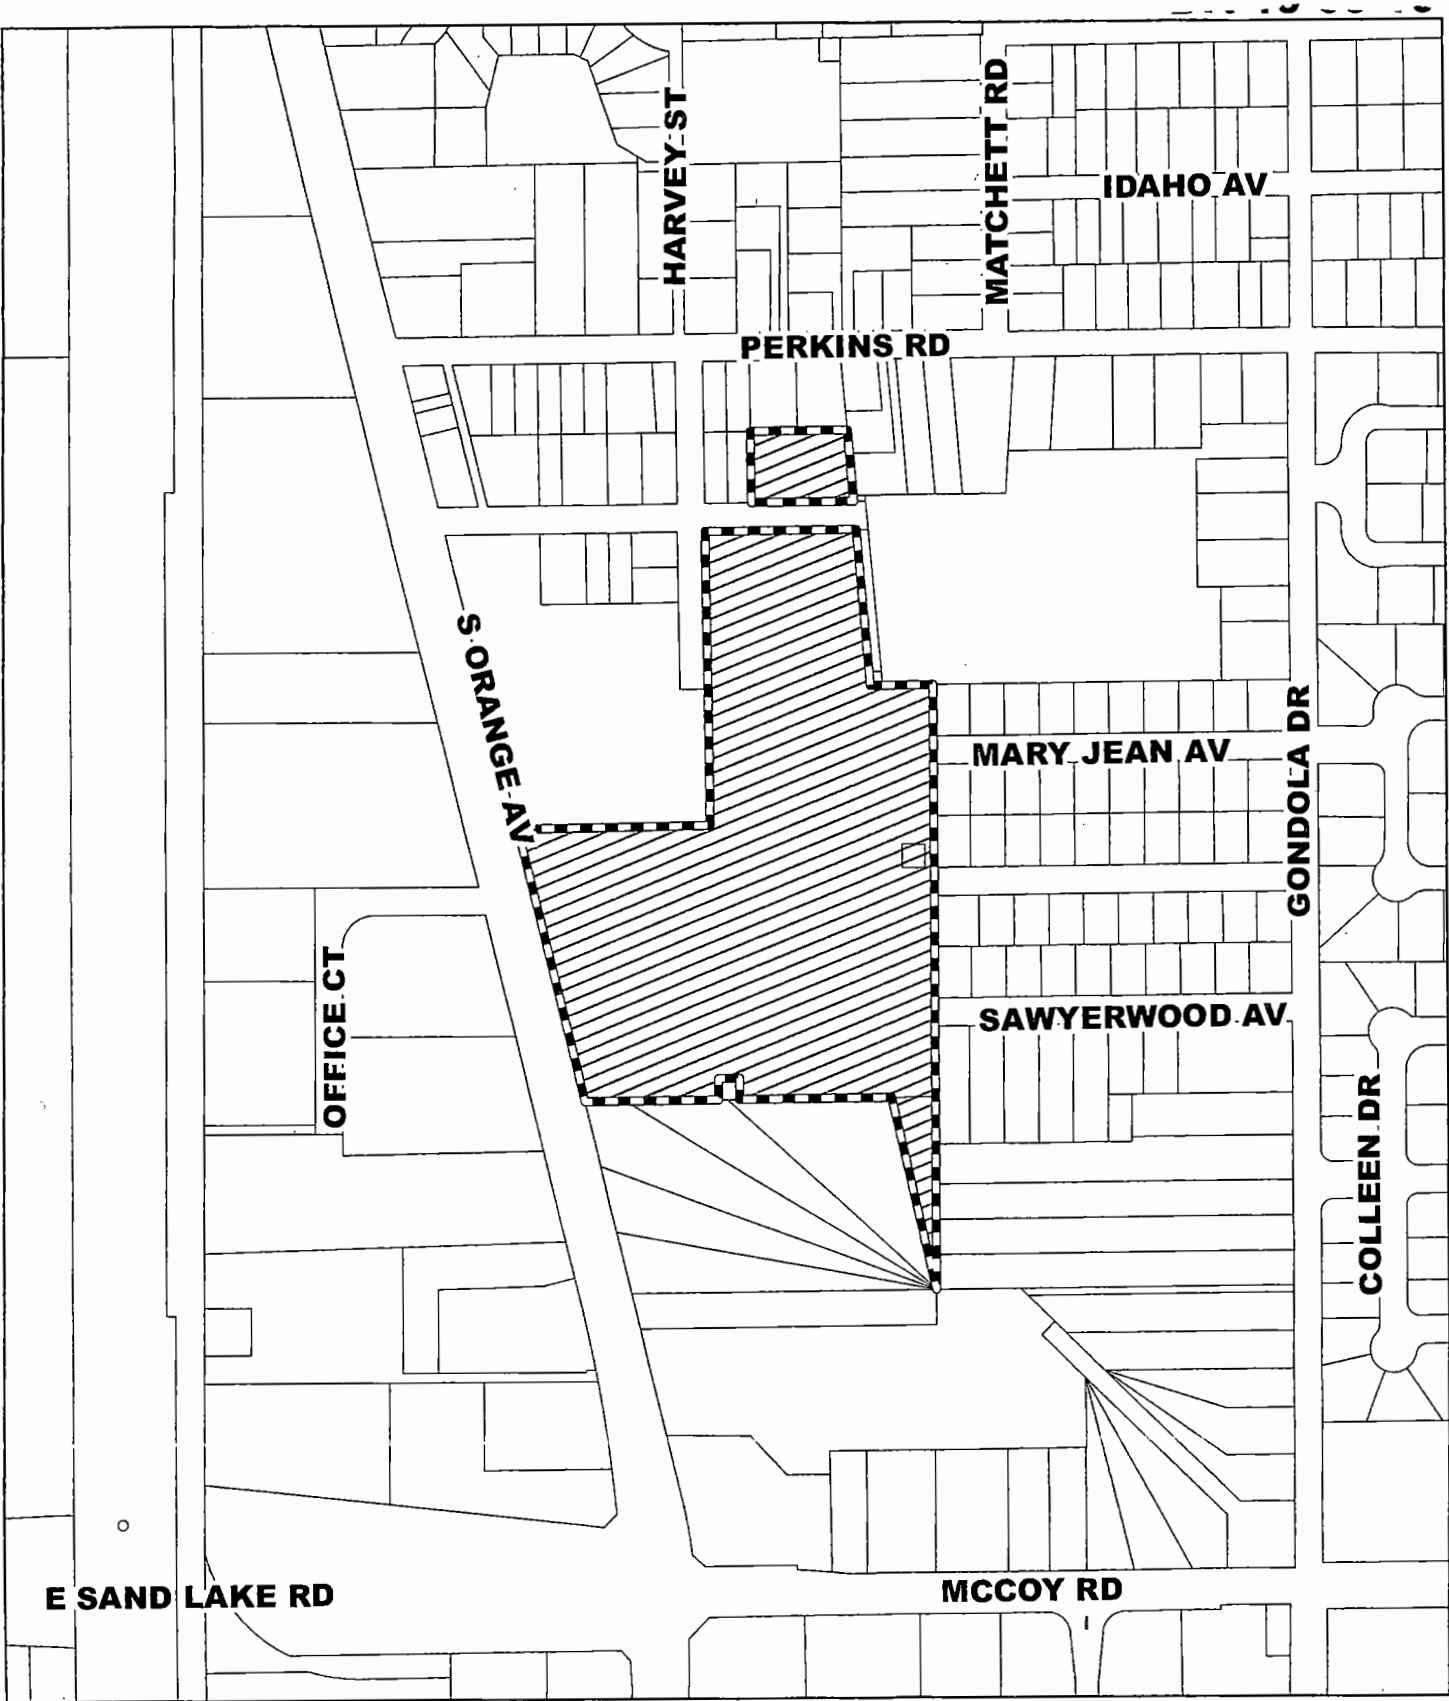 HARVEY ST
MATCHETT RD
IDAHO AV
PERKINS RD
S ORANGE AV
MARY JEAN AV
GONDOLA DR
OFFICE CT
SAWYERWOOD AV
COLLEEN DR
E SAND LAKE RD
MCCOY RD